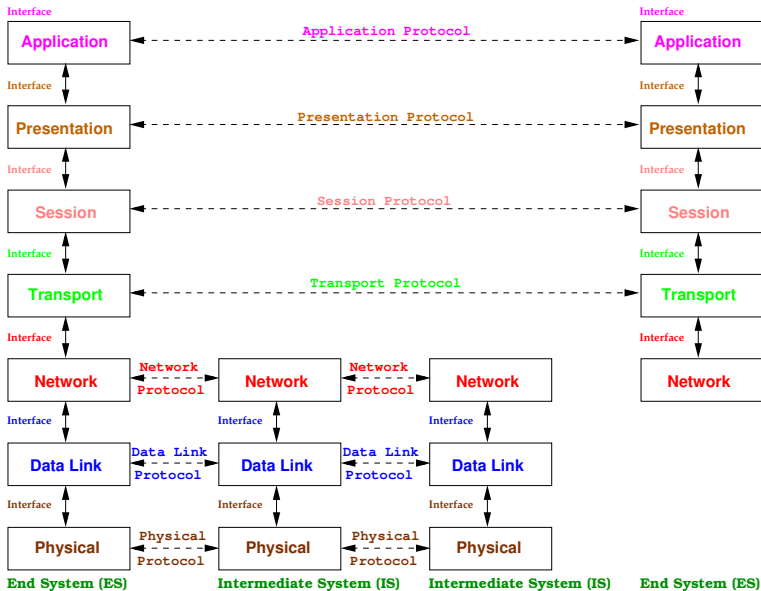 Interface Interface
Application Application Protocol Application
Interface Interface
Presentation Presentation Protocol Presentation
Interface Interface
Session Session Protocol Session
Interface Interface
Transport Transport Protocol Transport
Interface Interface
Network Network
Network Protocol Network Protocol Network Network Network
Interface Interface Interface
Data Link Data Link
Data Link Protocol Data Link Protocol Data Link
Interface Interface Interface
Physical Physical
Physical Protocol Physical Protocol Physical
End System (ES) Intermediate System (IS) Intermediate System (IS) End System (ES)